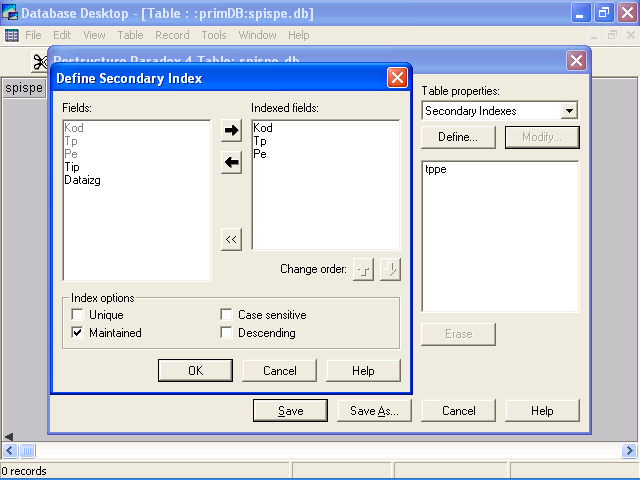 Database Desktop - [Table : :primDB:spispe.db]
File Edit View Table Record Tools Window Help
Restructure Paradox 4 Table: spispe.db
spispe
Define Secondary Index
Fields:
Kod
Tp
Pe
Tip
Dataizg
Indexed fields:
Kod
Tp
Pe
<<
Change order:
Index options
Unique
Case sensitive
Maintained
Descending
OK
Cancel
Help
Table properties:
Secondary Indexes
Define...
Modify...
tppe
Erase
Save
Save As...
Cancel
Help
0 records